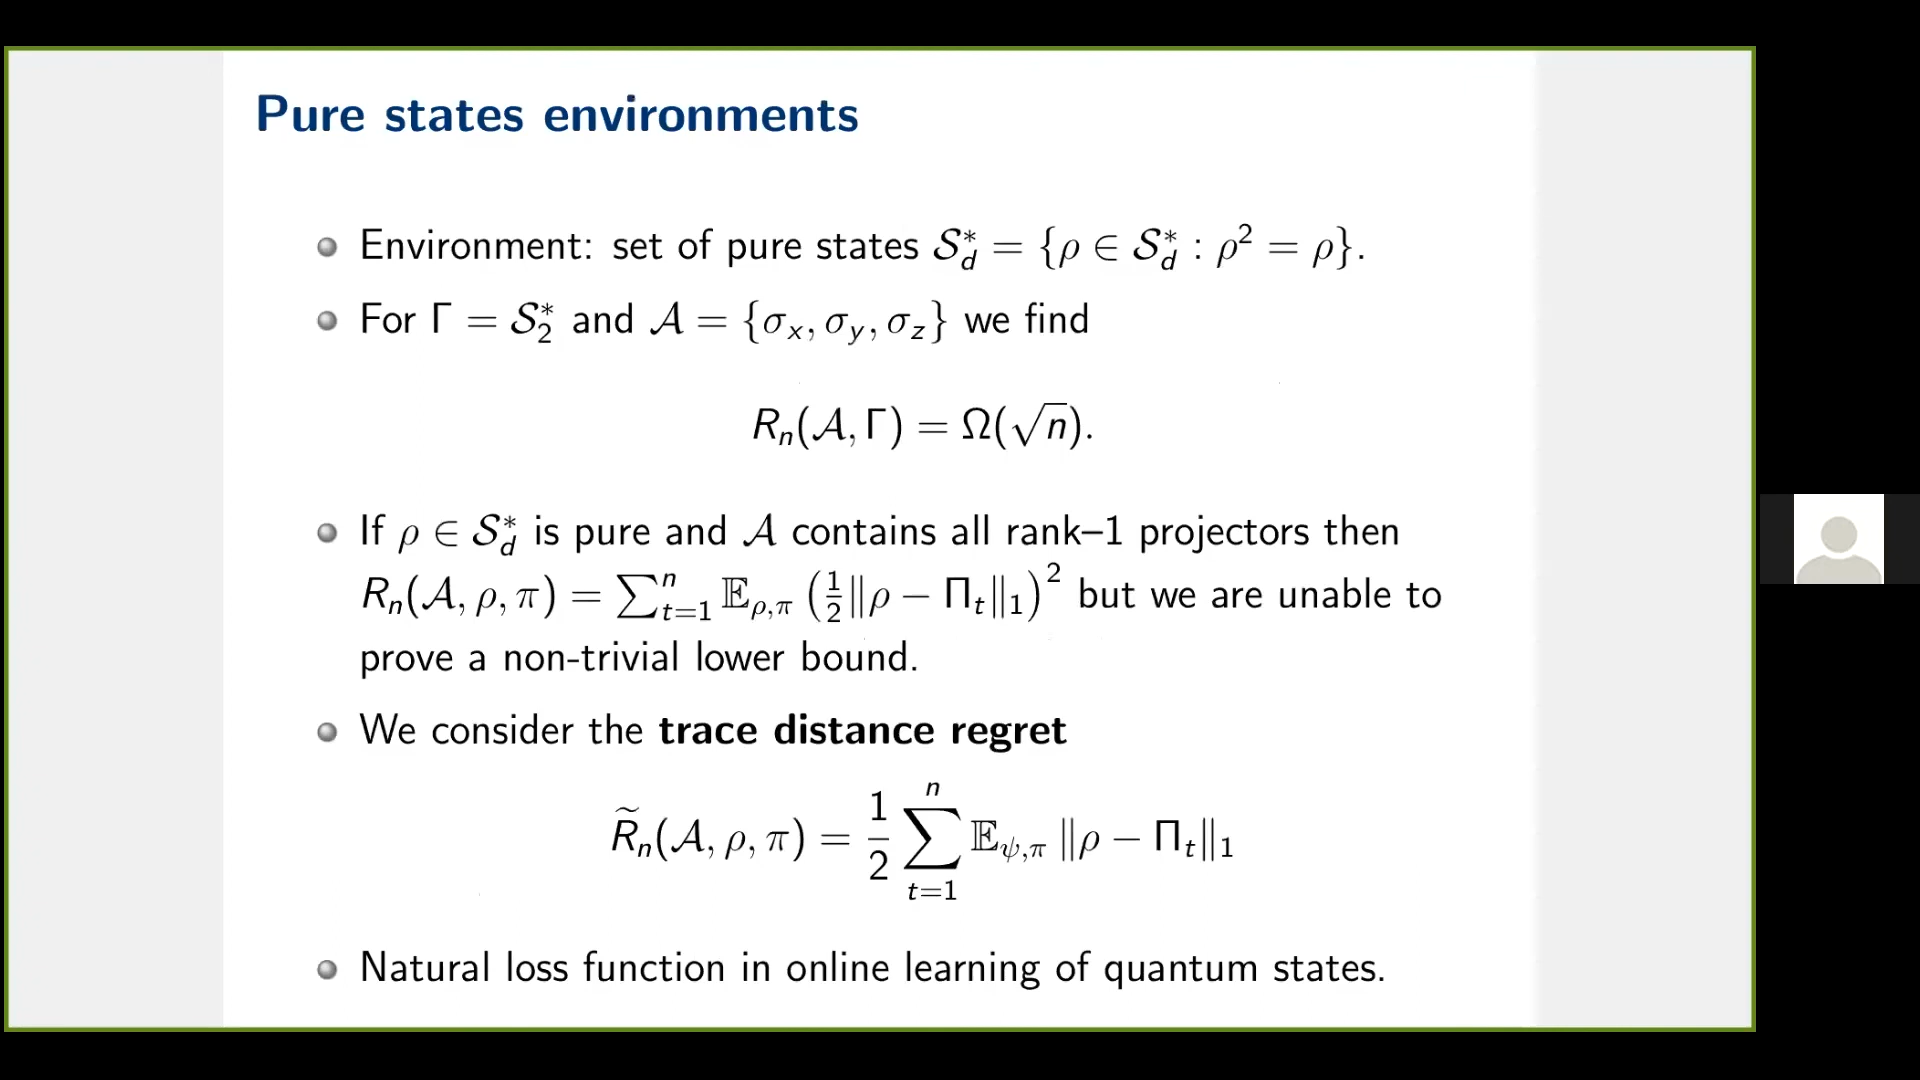 Pure states environments
Environment: set of pure states 𝒮*_d = {ρ ∈ 𝒮*_d : ρ² = ρ}.
For Γ = 𝒮*_2 and 𝒜 = {σ_x, σ_y, σ_z} we find
R_n(𝒜, Γ) = Ω(√n).
If ρ ∈ 𝒮*_d is pure and 𝒜 contains all rank–1 projectors then
R_n(𝒜, ρ, π) = ∑_{t=1}^n 𝔼_{ρ,π} (½‖ρ − Π_t‖₁)² but we are unable to
prove a non-trivial lower bound.
We consider the trace distance regret
R̃_n(𝒜, ρ, π) = 1/2 ∑_{t=1}^n 𝔼_{ψ,π} ‖ρ − Π_t‖₁
Natural loss function in online learning of quantum states.